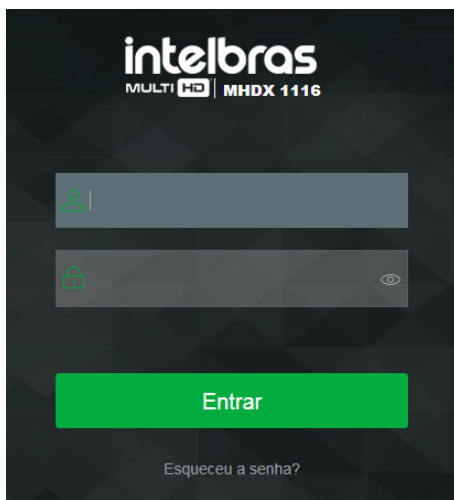 intelbras
MULTI HD MHDX 1116
Entrar
Esqueceu a senha?